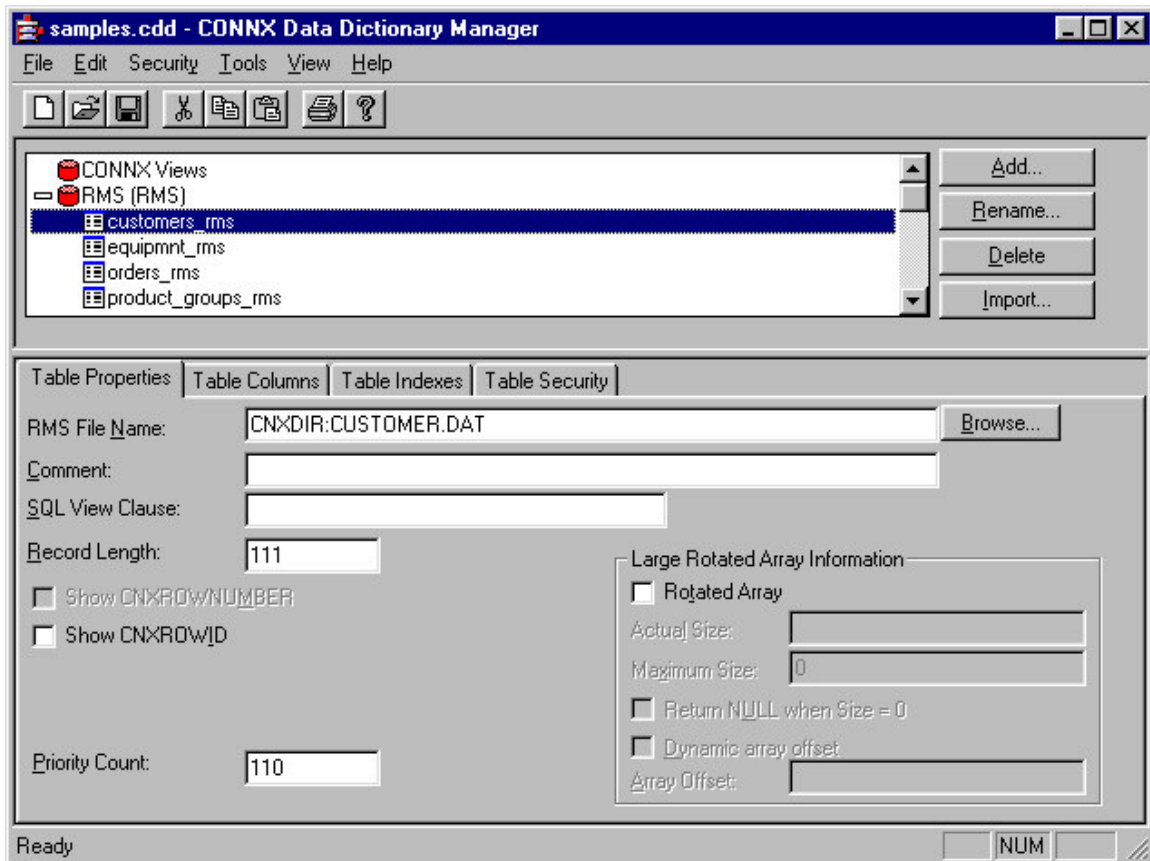 samples.cdd - CONNX Data Dictionary Manager
File Edit Security Tools View Help
CONNX Views
RMS (RMS)
customers_rms
equipmnt_rms
orders_rms
product_groups_rms
Add...
Rename...
Delete
Import...
Table Properties Table Columns Table Indexes Table Security
RMS File Name: CNXDIR:CUSTOMER.DAT Browse...
Comment:
SQL View Clause:
Record Length: 111
Show CNXROWNUMBER
Show CNXROWID
Priority Count: 110
Large Rotated Array Information
Rotated Array
Actual Size:
Maximum Size: 0
Return NULL when Size = 0
Dynamic array offset
Array Offset:
Ready NUM